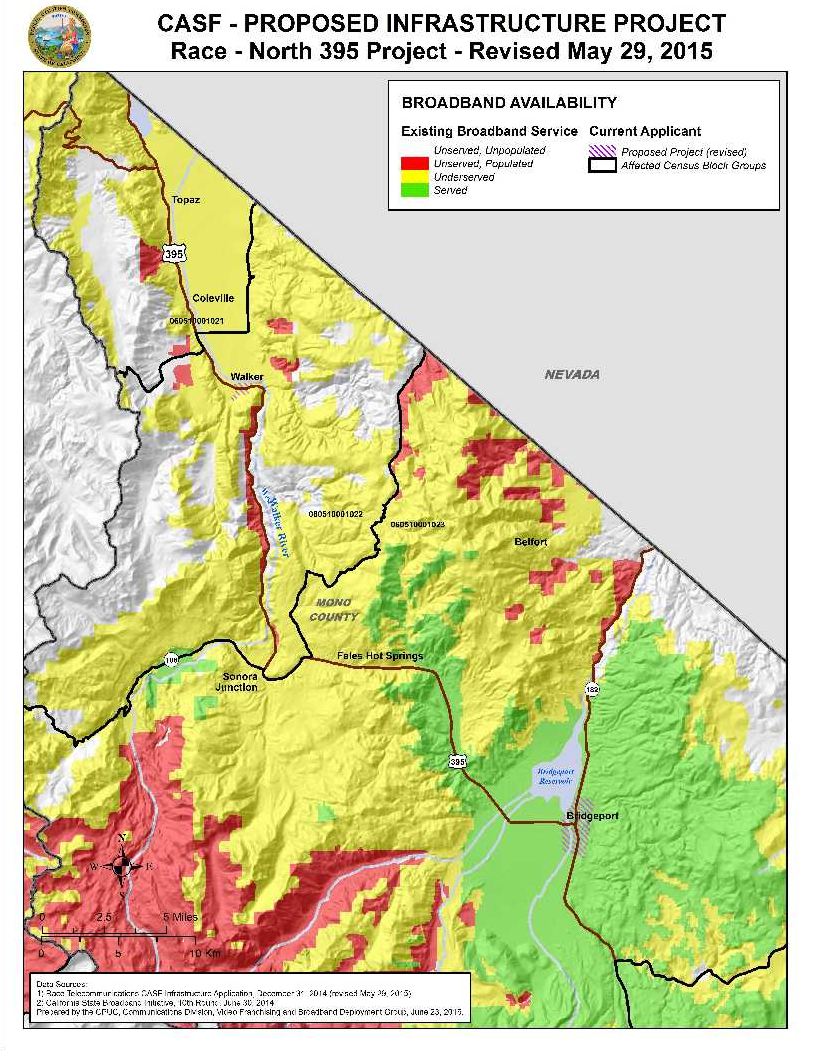 CASF - PROPOSED INFRASTRUCTURE PROJECT
Race - North 395 Project - Revised May 29, 2015
BROADBAND AVAILABILITY
Existing Broadband Service
Unserved, Unpopulated
Unserved, Populated
Underserved
Served
Current Applicant
Proposed Project (revised)
Affected Census Block Groups
Topaz
395
Coleville
060510001021
Walker
NEVADA
W. Walker River
060510001022
060510001023
Belfort
MONO
COUNTY
108
Sonora
Junction
Fales Hot Springs
182
395
Bridgeport
Reservoir
Bridgeport
N
W
E
S
0 2.5 5 Miles
0 5 10 Km
Data Sources:
1) Race Telecommunications CASF Infrastructure Application, December 31, 2014 (revised May 29, 2015)
2) California State Broadband Initiative, 10th Round, June 30, 2014
Prepared by the CPUC, Communications Division, Video Franchising and Broadband Deployment Group, June 23, 2015.